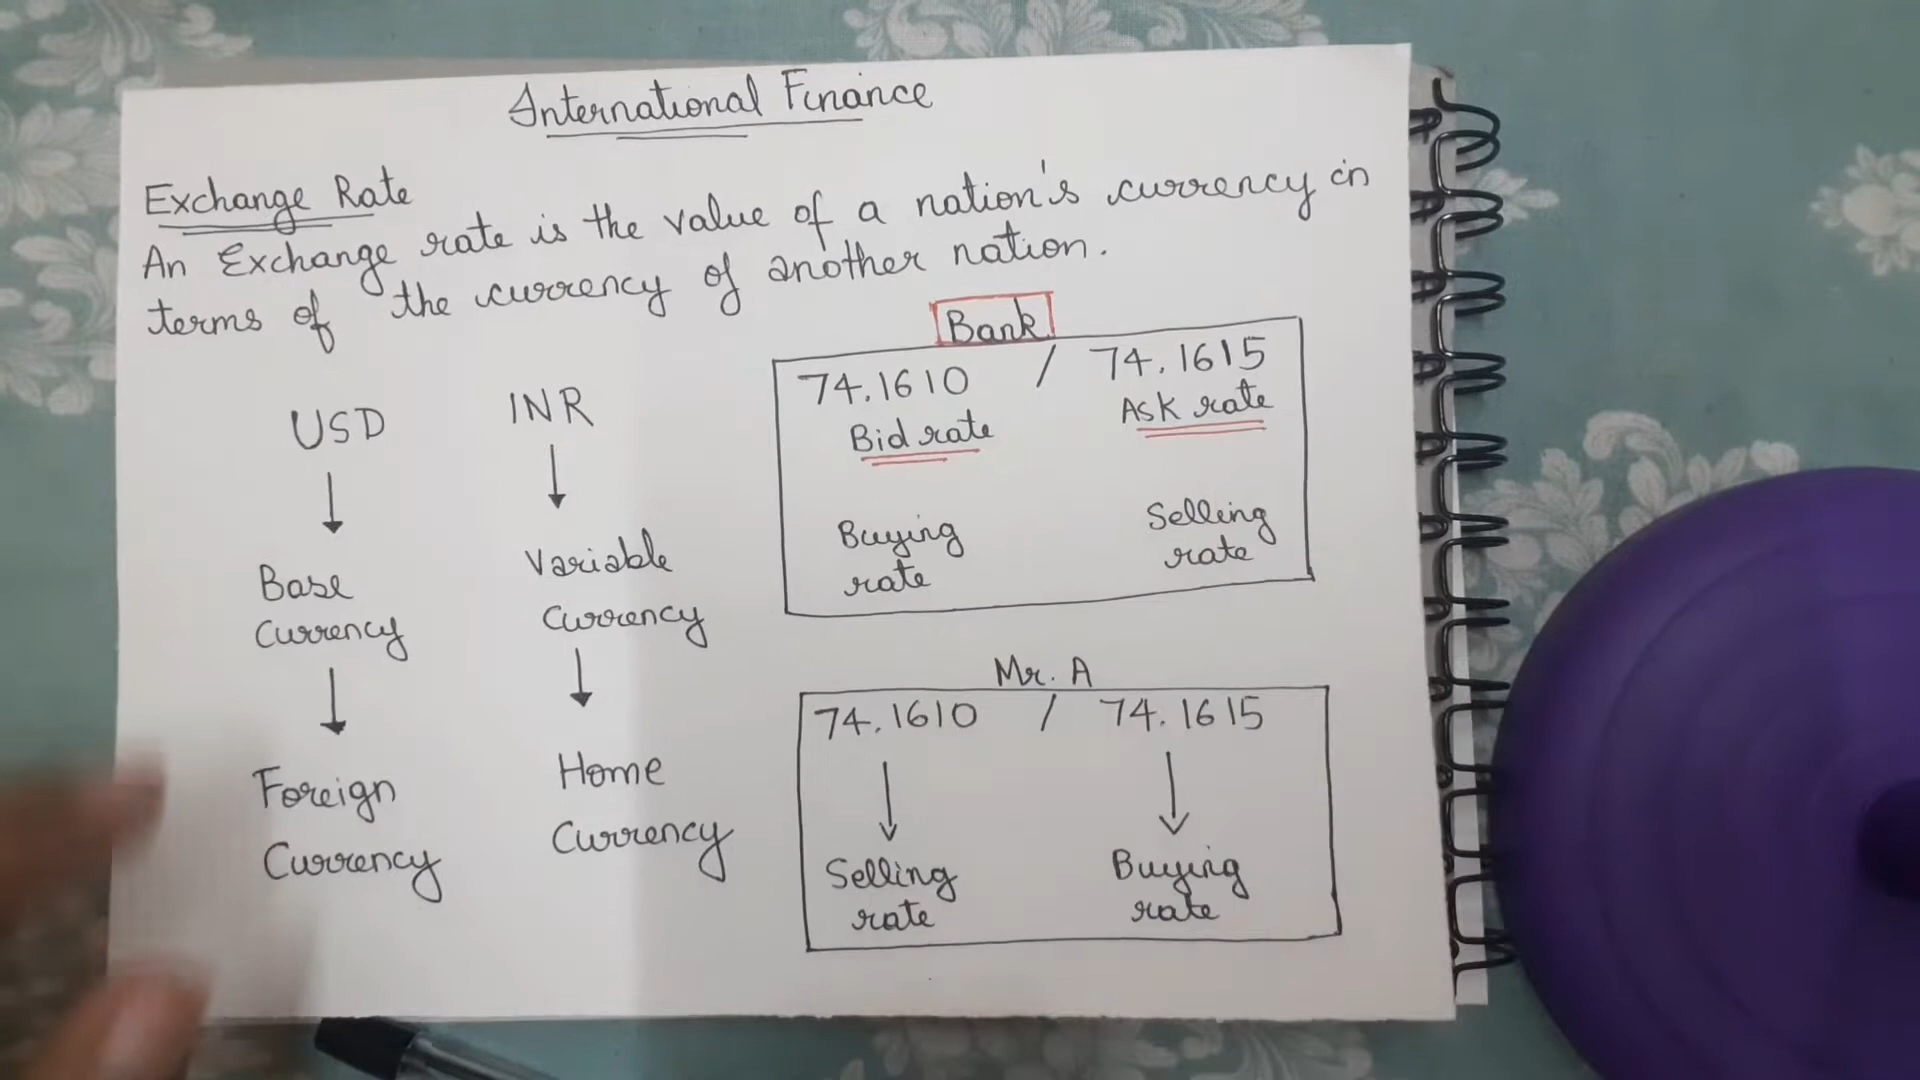 International Finance
Exchange Rate
An Exchange rate is the value of a nation's currency in
terms of the currency of another nation.
USD
INR
Base
Currency
Variable
Currency
Foreign
Currency
Home
Currency
Bank
74.1610 / 74.1615
Bid rate
Ask rate
Buying
rate
Selling
rate
Mr. A
74.1610 / 74.1615
Selling
rate
Buying
rate